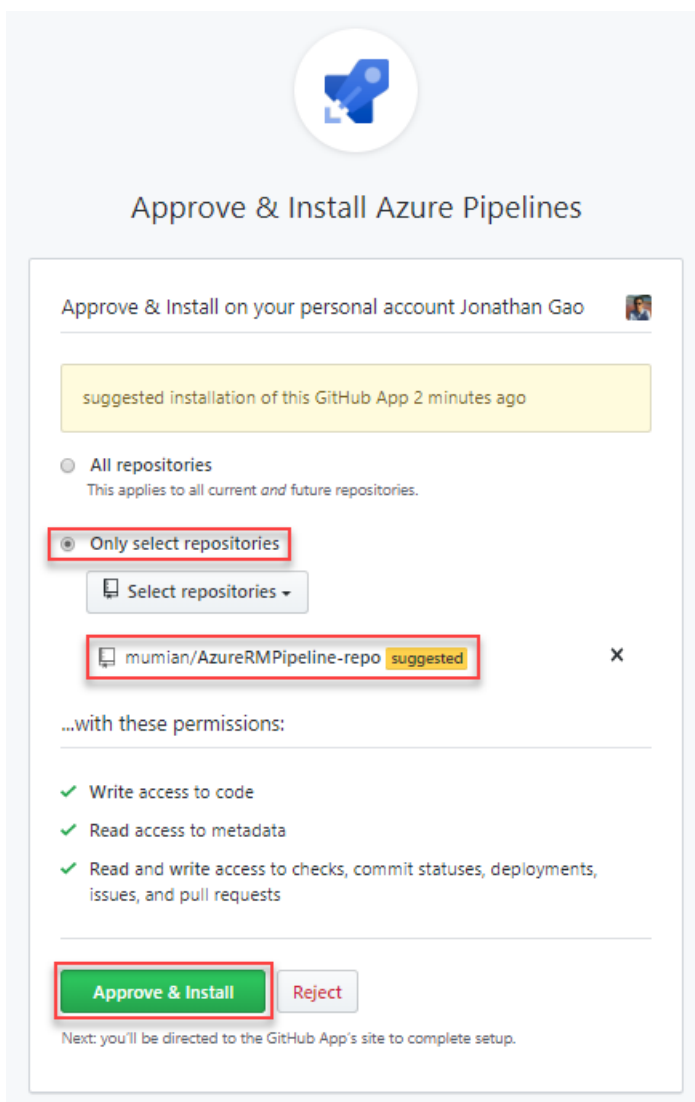 Approve & Install Azure Pipelines
Approve & Install on your personal account Jonathan Gao
suggested installation of this GitHub App 2 minutes ago
All repositories
This applies to all current and future repositories.
Only select repositories
Select repositories
mumian/AzureRMPipeline-repo suggested
...with these permissions:
Write access to code
Read access to metadata
Read and write access to checks, commit statuses, deployments,
issues, and pull requests
Approve & Install Reject
Next: you'll be directed to the GitHub App's site to complete setup.